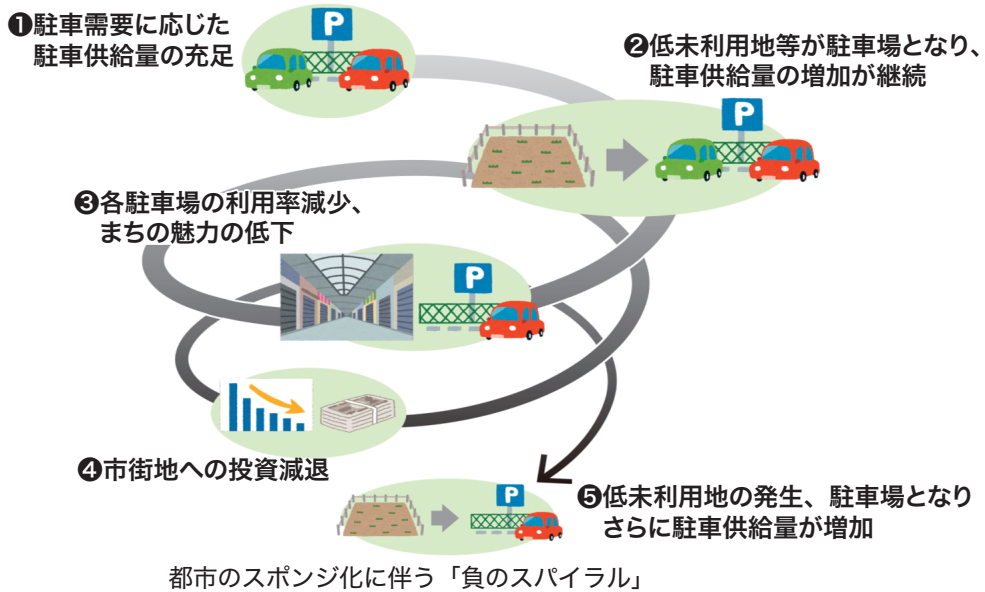 ❶駐車需要に応じた
駐車供給量の充足
P
❷低未利用地等が駐車場となり、
駐車供給量の増加が継続
P
❸各駐車場の利用率減少、
まちの魅力の低下
P
❹市街地への投資減退
❺低未利用地の発生、駐車場となり
さらに駐車供給量が増加
P
都市のスポンジ化に伴う「負のスパイラル」